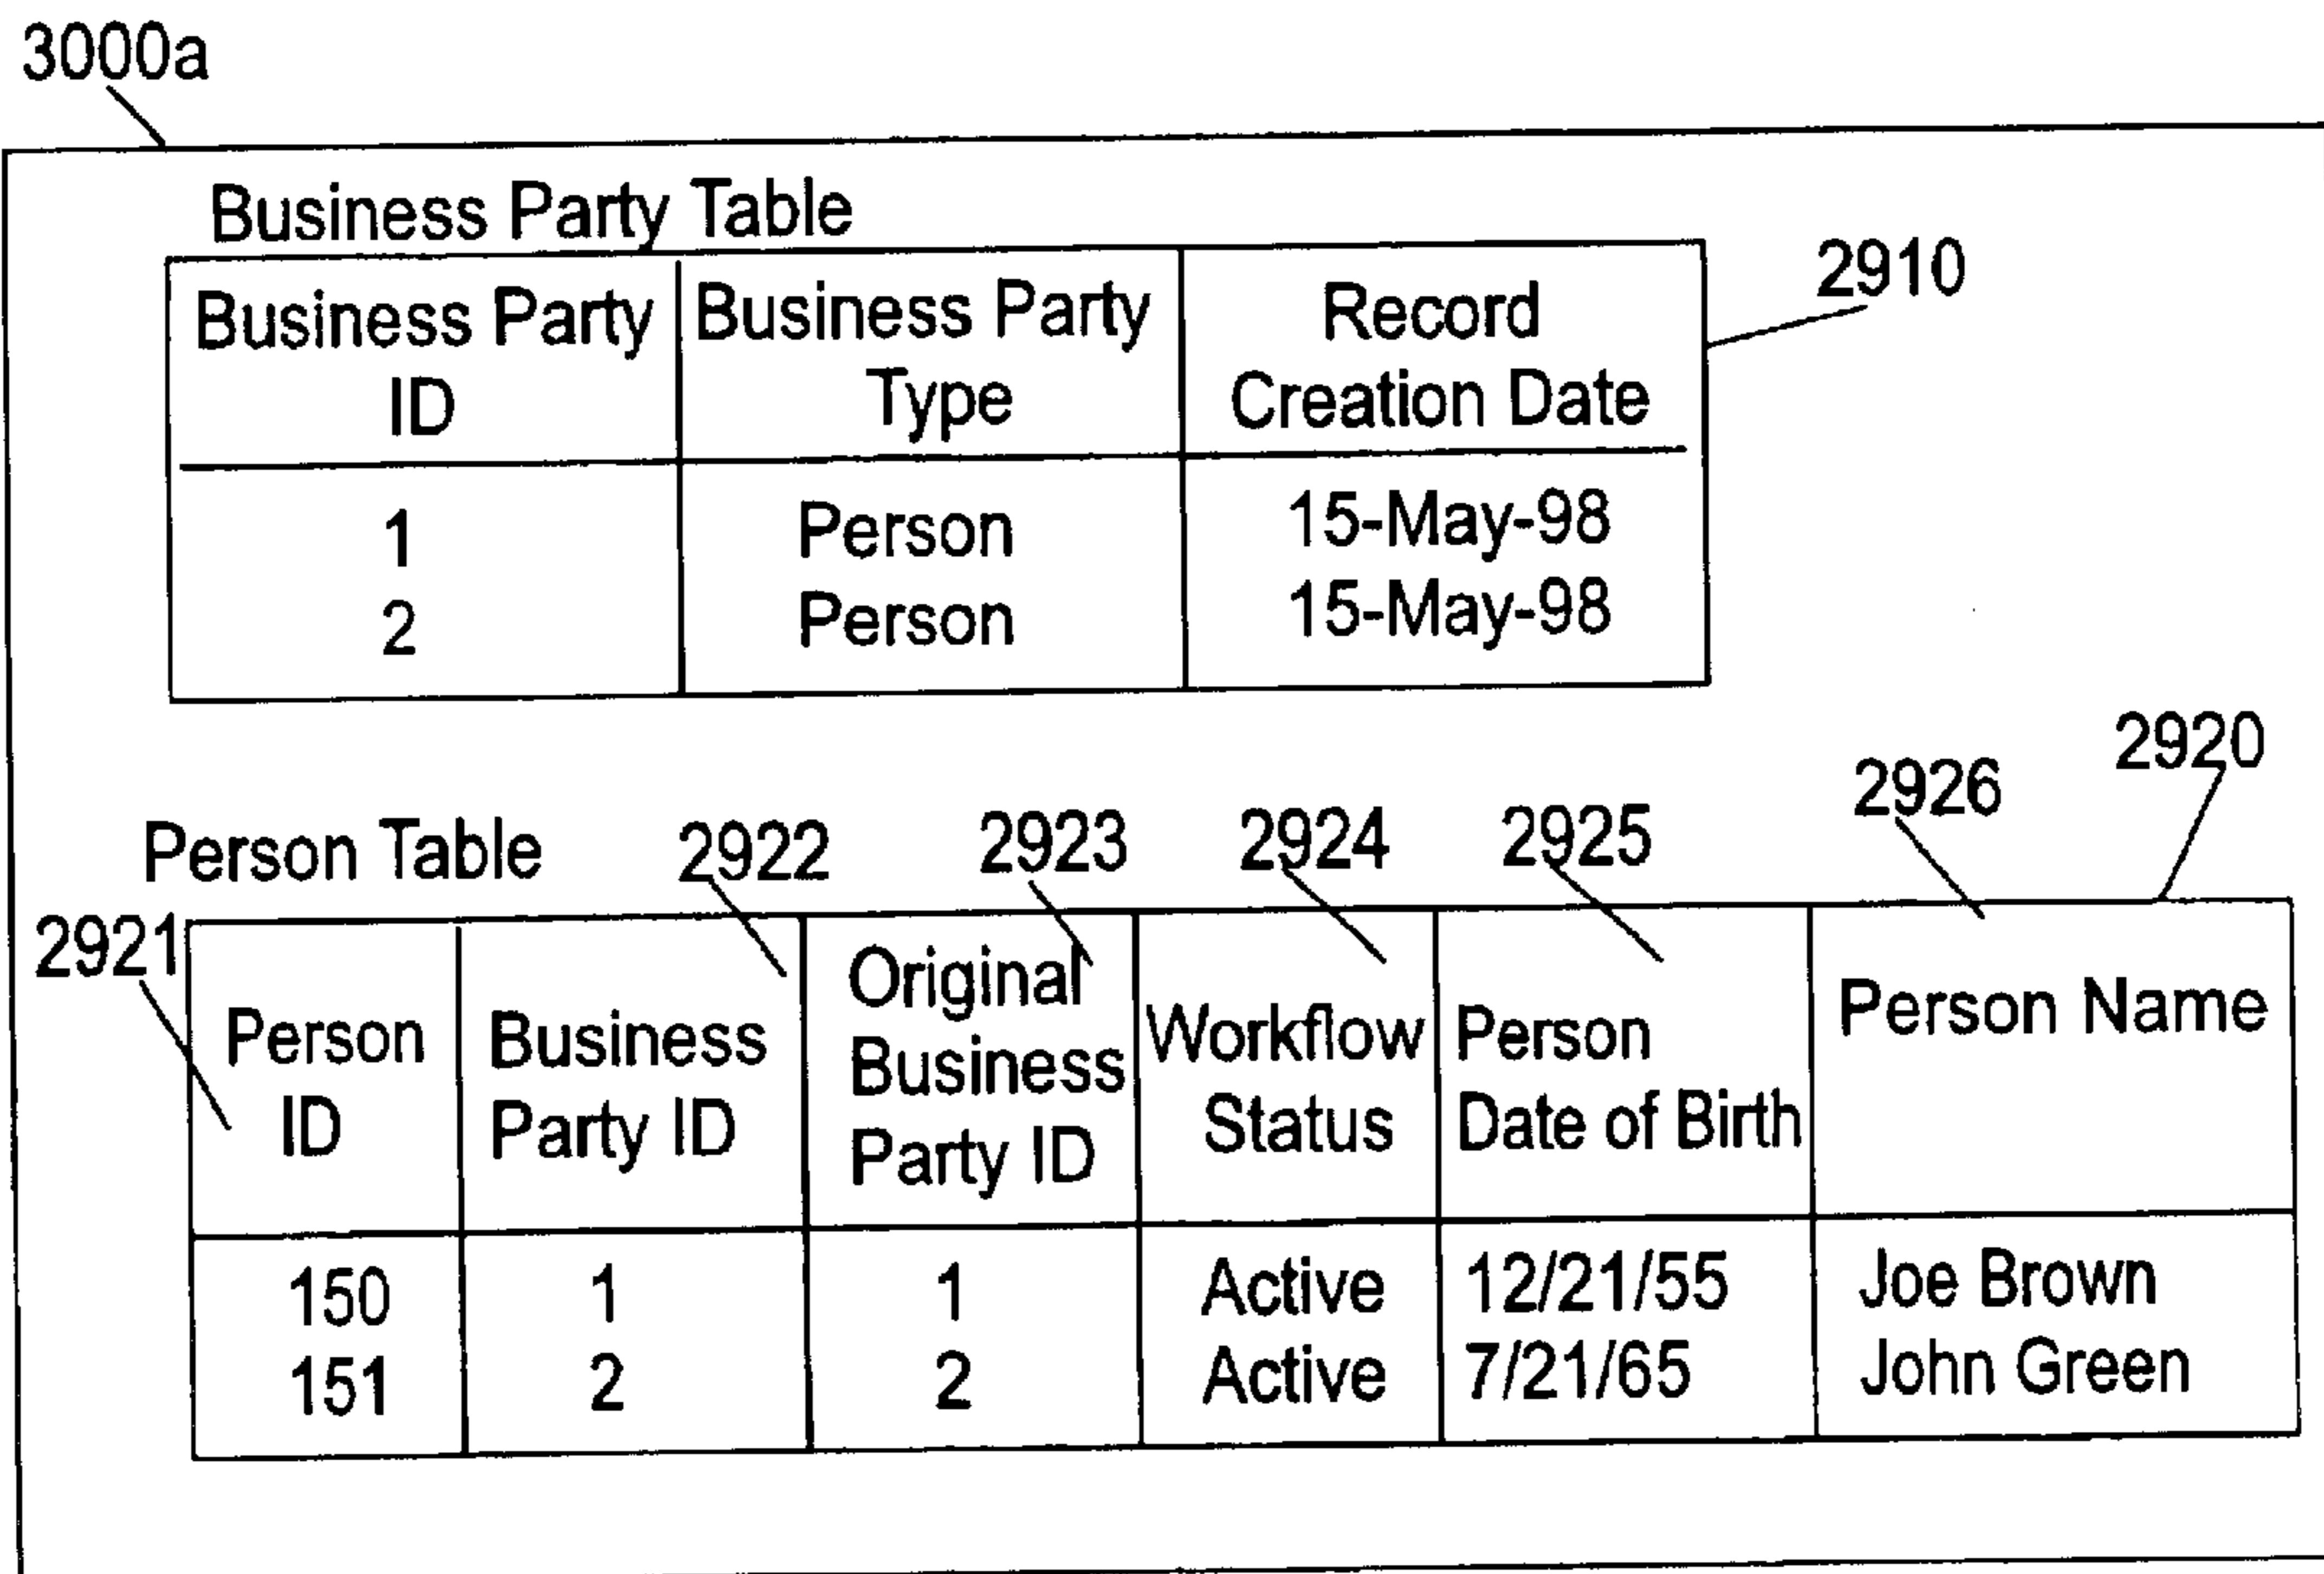 3000a
Business Party Table
2910
Business Party ID Business Party Type Record Creation Date
1 Person 15-May-98
2 Person 15-May-98
Person Table
2920
2921 2922 2923 2924 2925 2926
Person ID Business Party ID Original Business Party ID Workflow Status Person Date of Birth Person Name
150 1 1 Active 12/21/55 Joe Brown
151 2 2 Active 7/21/65 John Green